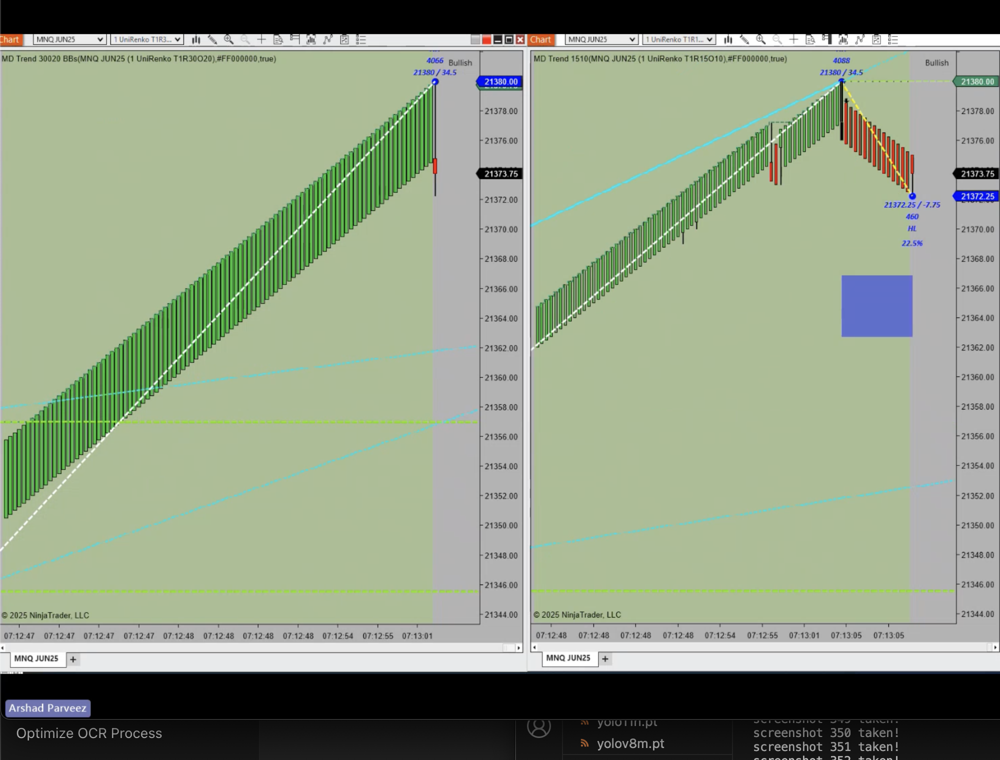 Chart
MNQ JUN25
1 UniRenko T1R3...
MD Trend 30020 BBs(MNQ JUN25 (1 UniRenko T1R30O20),#FF000000,true)
4066
Bullish
21380 / 34.5
21380.00
21378.00
21376.00
21373.75
21372.00
21370.00
21368.00
21366.00
21364.00
21362.00
21360.00
21358.00
21356.00
21354.00
21352.00
21350.00
21348.00
21346.00
21344.00
© 2025 NinjaTrader, LLC
07:12:47 07:12:47 07:12:47 07:12:47 07:12:48 07:12:48 07:12:48 07:12:54 07:12:55 07:13:01
MNQ JUN25 +
Chart
MNQ JUN25
1 UniRenko T1R1...
MD Trend 1510(MNQ JUN25 (1 UniRenko T1R15O10),#FF000000,true)
4088
Bullish
21380 / 34.5
21380.00
21378.00
21376.00
21373.75
21372.25
21372.25 / -7.75
460
HL
22.5%
21370.00
21368.00
21366.00
21364.00
21362.00
21360.00
21358.00
21356.00
21354.00
21352.00
21350.00
21348.00
21346.00
21344.00
© 2025 NinjaTrader, LLC
07:12:48 07:12:48 07:12:48 07:12:48 07:12:54 07:12:55 07:13:01 07:13:05 07:13:05
MNQ JUN25 +
Arshad Parveez
Optimize OCR Process
yolo11n.pt
yolov8m.pt
screenshot 349 taken!
screenshot 350 taken!
screenshot 351 taken!
screenshot 352 taken!